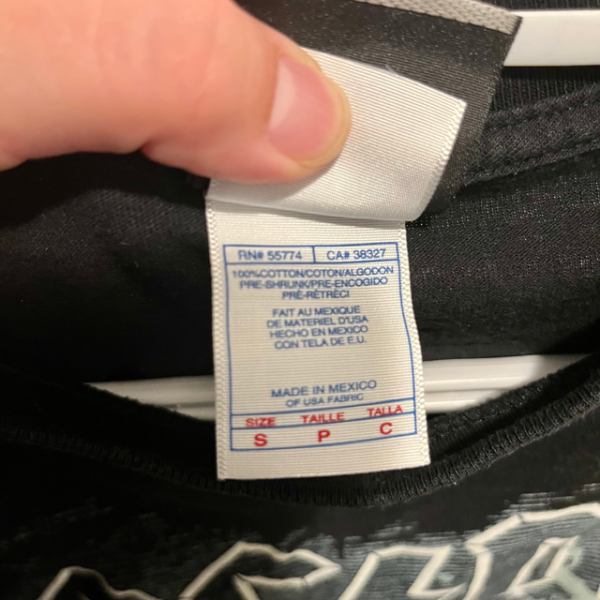 RN# 55774 CA# 38327
100%COTTON/COTON/ALGODON
PRE-SHRUNK/PRE-ENCOGIDO
PRÉ-RÉTRÉCI
FAIT AU MEXIQUE
DE MATERIEL D'USA
HECHO EN MEXICO
CON TELA DE E.U.
MADE IN MEXICO
OF USA FABRIC
SIZE TAILLE TALLA
S P C